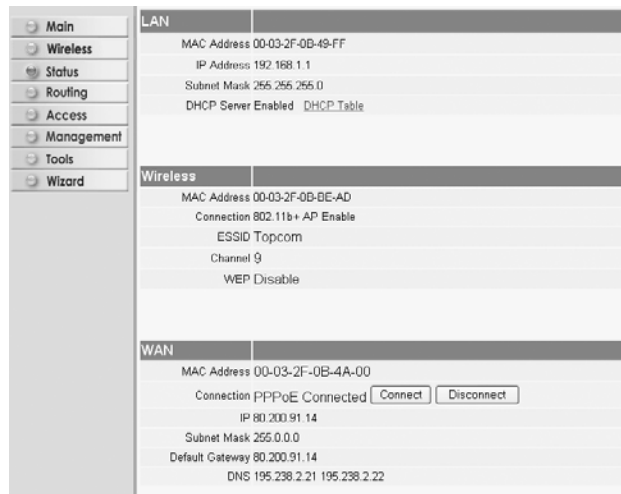 Main
Wireless
Status
Routing
Access
Management
Tools
Wizard
LAN
MAC Address 00-03-2F-0B-49-FF
IP Address 192.168.1.1
Subnet Mask 255.255.255.0
DHCP Server Enabled DHCP Table
Wireless
MAC Address 00-03-2F-0B-BE-AD
Connection 802.11b+ AP Enable
ESSID Topcom
Channel 9
WEP Disable
WAN
MAC Address 00-03-2F-0B-4A-00
Connection PPPoE Connected Connect Disconnect
IP 80.200.91.14
Subnet Mask 255.0.0.0
Default Gateway 80.200.91.14
DNS 195.238.2.21 195.238.2.22